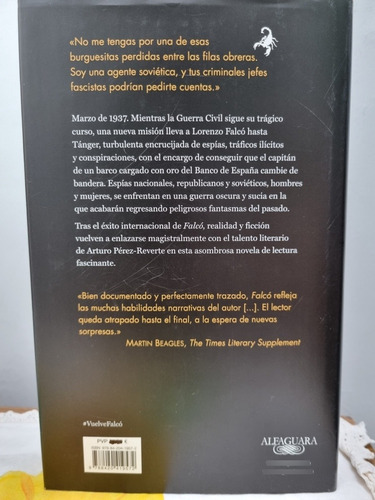 «No me tengas por una de esas
burguesitas perdidas entre las filas obreras.
Soy una agente soviética, y tus criminales jefes
fascistas podrían pedirte cuentas.»
Marzo de 1937. Mientras la Guerra Civil sigue su trágico
curso, una nueva misión lleva a Lorenzo Falcó hasta
Tánger, turbulenta encrucijada de espías, tráficos ilícitos
y conspiraciones, con el encargo de conseguir que el capitán
de un barco cargado con oro del Banco de España cambie de
bandera. Espías nacionales, republicanos y soviéticos, hombres
y mujeres, se enfrentan en una guerra oscura y sucia en la
que acabarán regresando peligrosos fantasmas del pasado.
Tras el éxito internacional de Falcó, realidad y ficción
vuelven a enlazarse magistralmente con el talento literario
de Arturo Pérez-Reverte en esta asombrosa novela de lectura
fascinante.
«Bien documentado y perfectamente trazado, Falcó refleja
las muchas habilidades narrativas del autor [...]. El lector
queda atrapado hasta el final, a la espera de nuevas
sorpresas.»
MARTIN BEAGLES, The Times Literary Supplement
#VuelveFalcó
ALFAGUARA
PVP €